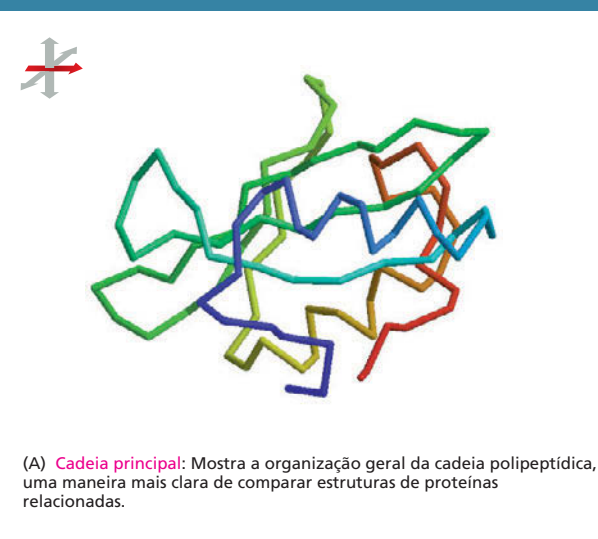 (A) Cadeia principal: Mostra a organização geral da cadeia polipeptídica,
uma maneira mais clara de comparar estruturas de proteínas
relacionadas.